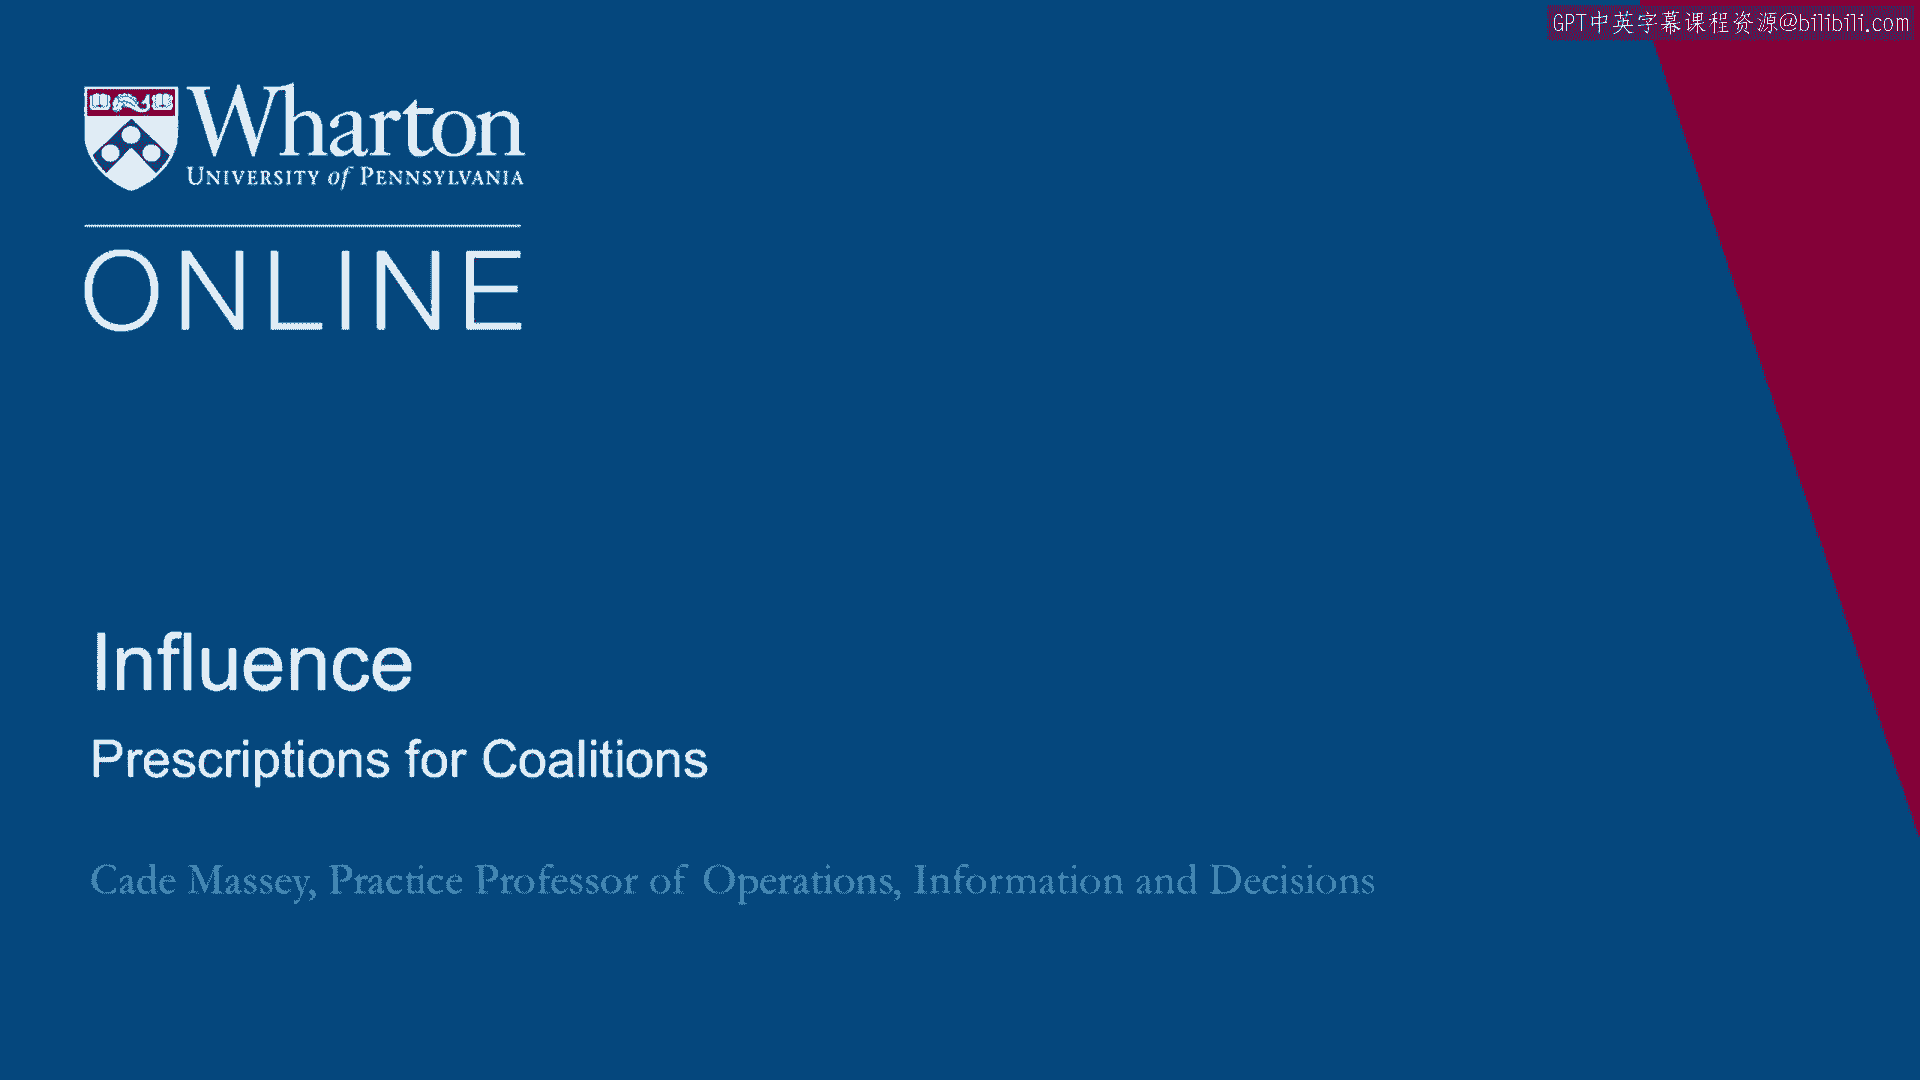 GPT中英字幕课程资源@bilibili.com
Wharton
UNIVERSITY of PENNSYLVANIA
ONLINE
Influence
Prescriptions for Coalitions
Cade Massey, Practice Professor of Operations, Information and Decisions